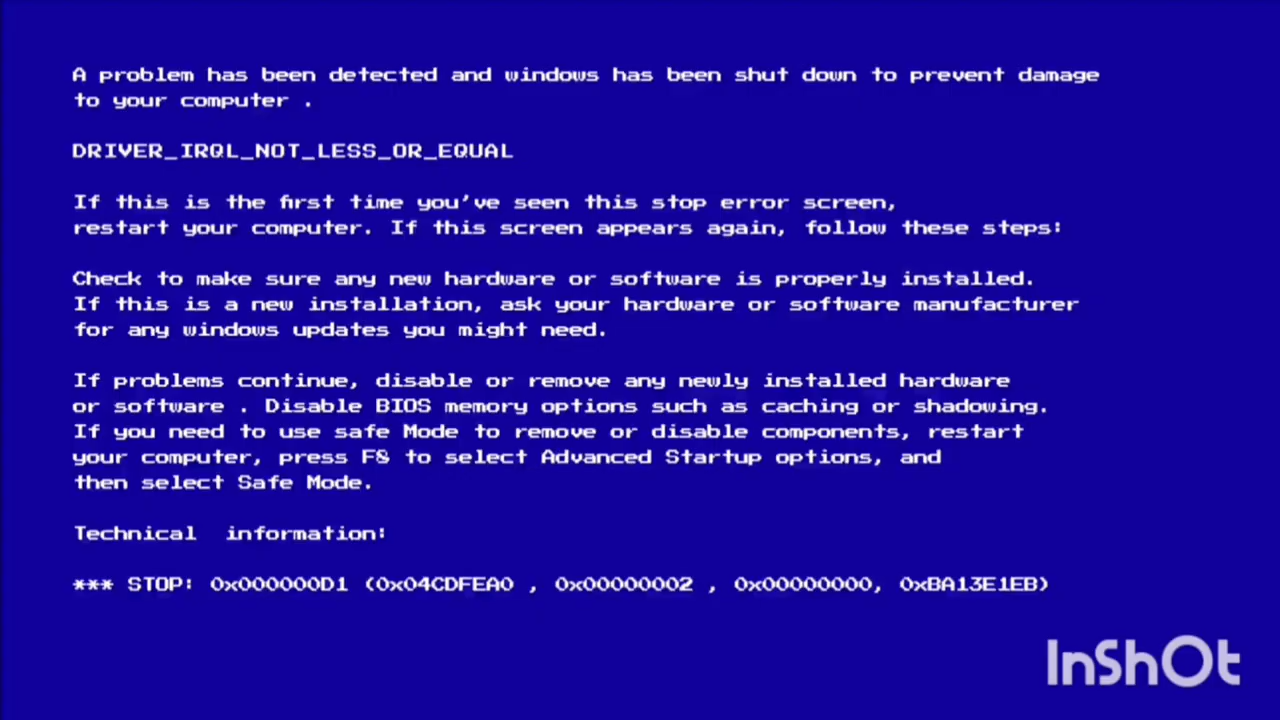 A problem has been detected and windows has been shut down to prevent damage
to your computer .
DRIVER_IRQL_NOT_LESS_OR_EQUAL
If this is the first time you've seen this stop error screen,
restart your computer. If this screen appears again, follow these steps:
Check to make sure any new hardware or software is properly installed.
If this is a new installation, ask your hardware or software manufacturer
for any windows updates you might need.
If problems continue, disable or remove any newly installed hardware
or software . Disable BIOS memory options such as caching or shadowing.
If you need to use safe Mode to remove or disable components, restart
your computer, press F& to select Advanced Startup options, and
then select Safe Mode.
Technical  information:
*** STOP: 0x000000D1 (0x04CDFEA0 , 0x00000002 , 0x00000000, 0xBA13E1EB)
InShOt